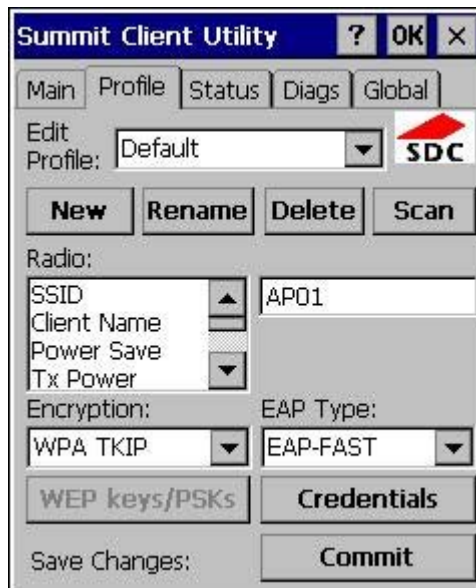 Summit Client Utility ? OK ×
Main Profile Status Diags Global
Edit
Profile: Default
SDC
New Rename Delete Scan
Radio:
SSID AP01
Client Name
Power Save
Tx Power
Encryption: EAP Type:
WPA TKIP EAP-FAST
WEP keys/PSKs Credentials
Save Changes: Commit